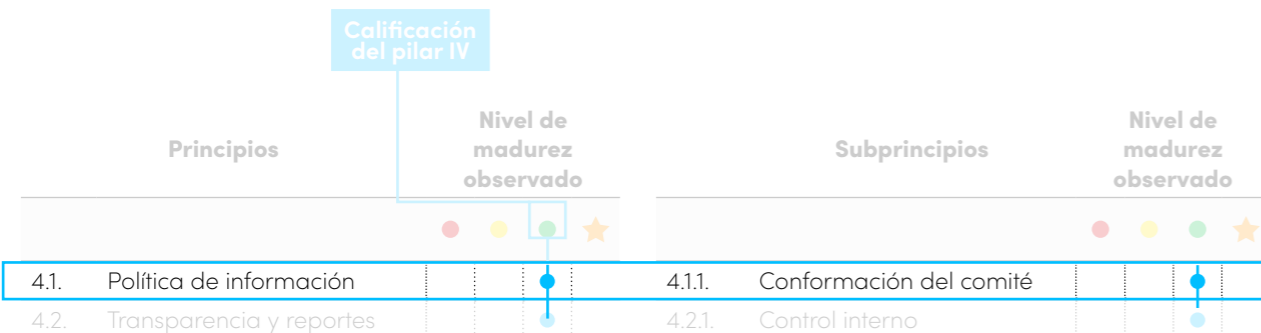 Calificación
del pilar IV
Principios
Nivel de
madurez
observado
Subprincipios
Nivel de
madurez
observado
4.1. Política de información
4.1.1. Conformación del comité
4.2. Transparencia y reportes
4.2.1. Control interno